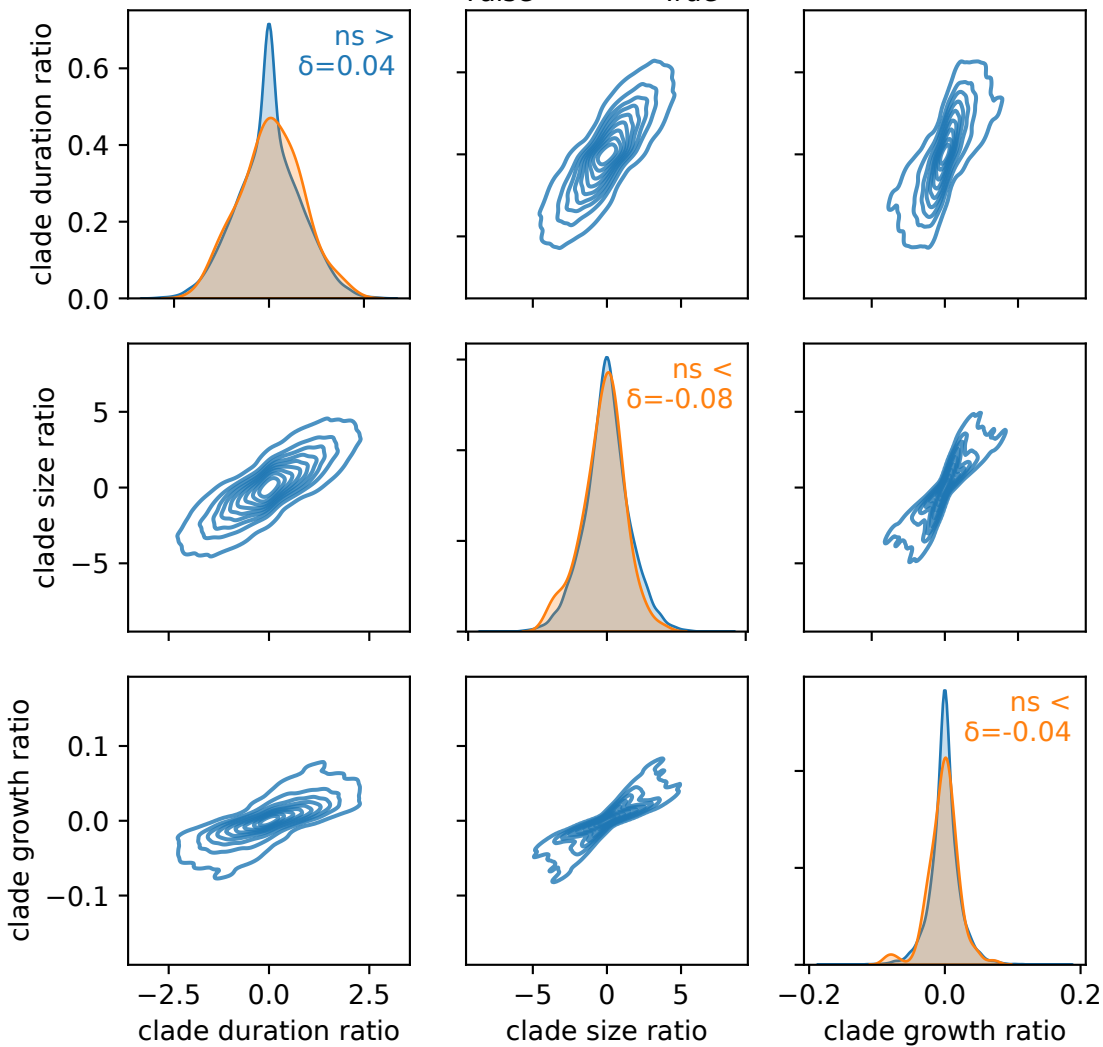 clade duration ratio
0.6
0.4
0.2
0.0
ns >
δ=0.04
clade size ratio
5
0
−5
ns <
δ=-0.08
clade growth ratio
0.1
0.0
−0.1
ns <
δ=-0.04
−2.5
0.0
2.5
−5
0
5
−0.2
0.0
0.2
clade duration ratio
clade size ratio
clade growth ratio